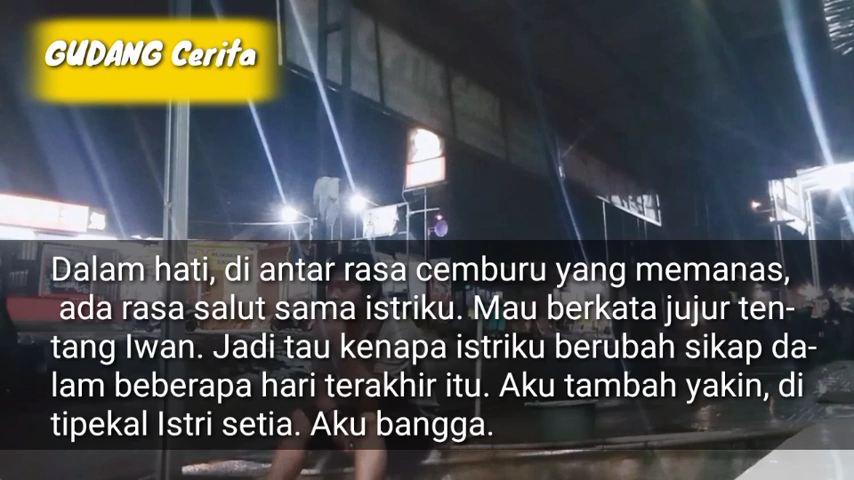 GUDANG Cerita
Dalam hati, di antar rasa cemburu yang memanas,
ada rasa salut sama istriku. Mau berkata jujur ten-
tang Iwan. Jadi tau kenapa istriku berubah sikap da-
lam beberapa hari terakhir itu. Aku tambah yakin, di
tipekal Istri setia. Aku bangga.